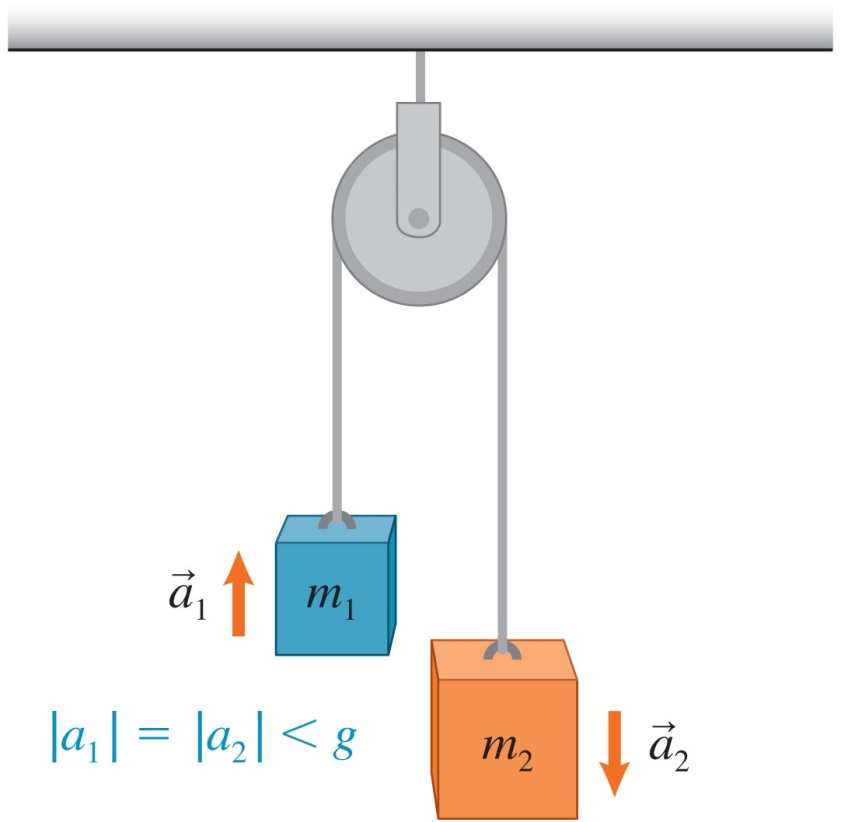 a⃗₁
m₁
|a₁| = |a₂| < g
m₂
a⃗₂